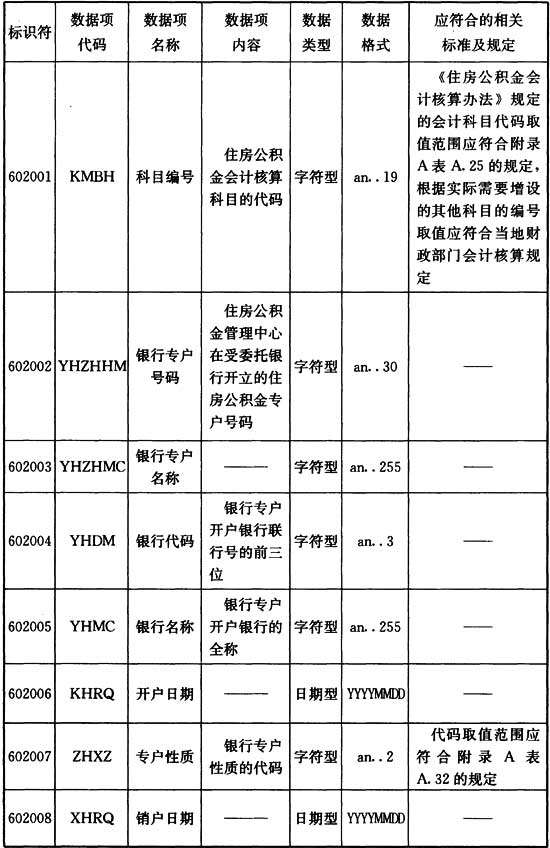 标识符 数据项代码 数据项名称 数据项内容 数据类型 数据格式 应符合的相关标准及规定
602001 KMBH 科目编号 住房公积金会计核算科目的代码 字符型 an..19 《住房公积金会计核算办法》规定的会计科目代码取值范围应符合附录A表A.25的规定,根据实际需要增设的其他科目的编号取值应符合当地财政部门会计核算规定
602002 YHZHHM 银行专户号码 住房公积金管理中心在受委托银行开立的住房公积金专户号码 字符型 an..30 ——
602003 YHZHMC 银行专户名称 —— 字符型 an..255 ——
602004 YHDM 银行代码 银行专户开户银行联行号的前三位 字符型 an..3 ——
602005 YHMC 银行名称 银行专户开户银行的全称 字符型 an..255 ——
602006 KHRQ 开户日期 —— 日期型 YYYYMMDD ——
602007 ZHXZ 专户性质 银行专户性质的代码 字符型 an..2 代码取值范围应符合附录A表A.32的规定
602008 XHRQ 销户日期 —— 日期型 YYYYMMDD ——